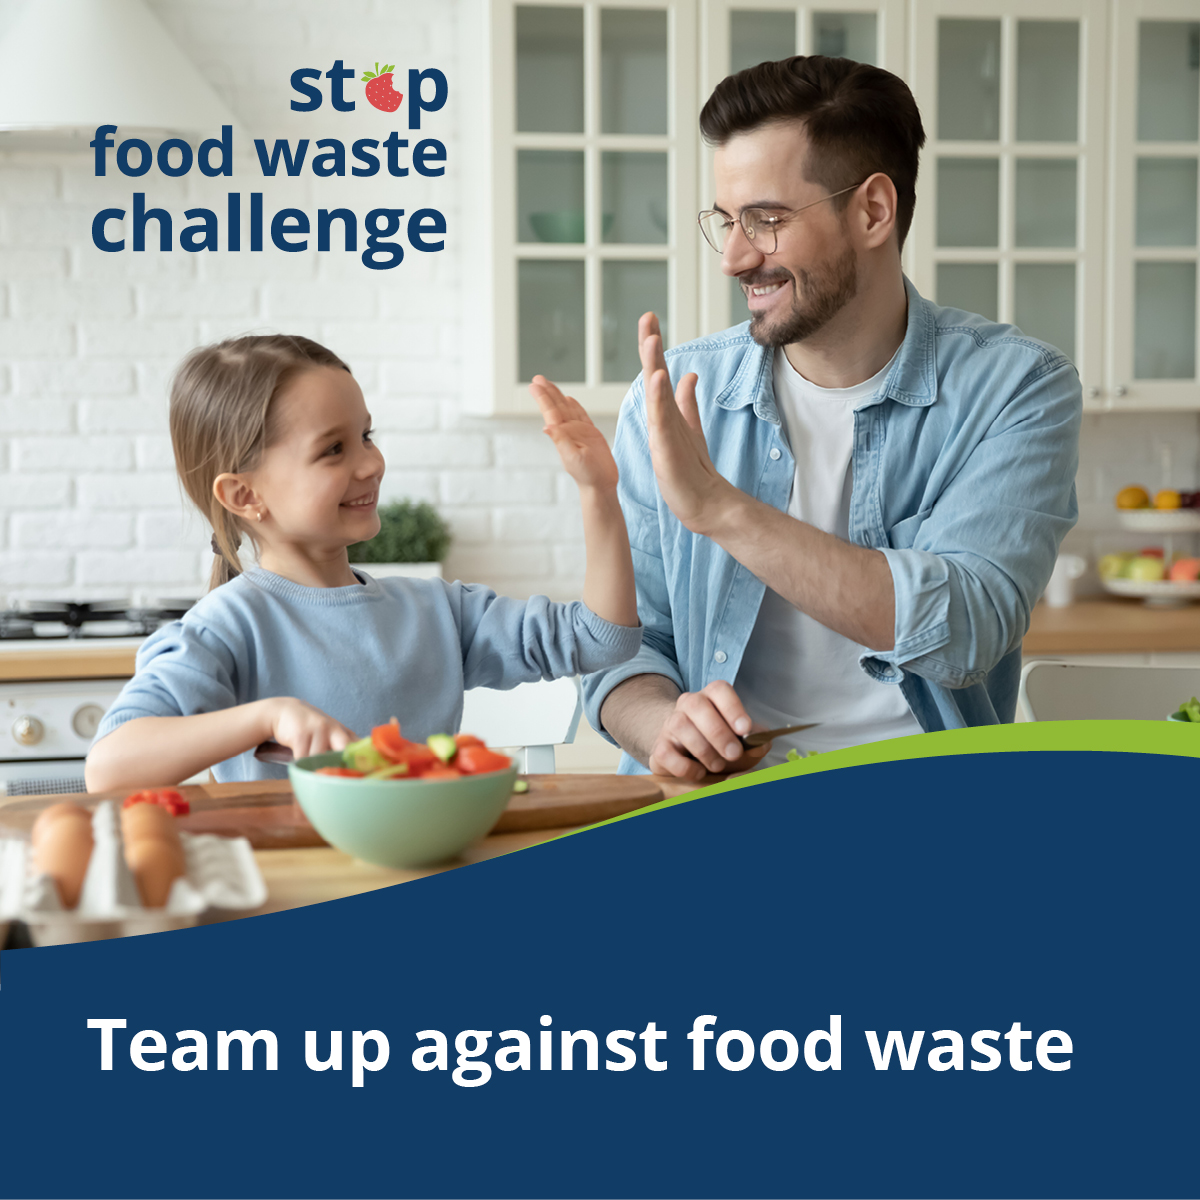 stop
food waste
challenge
Team up against food waste